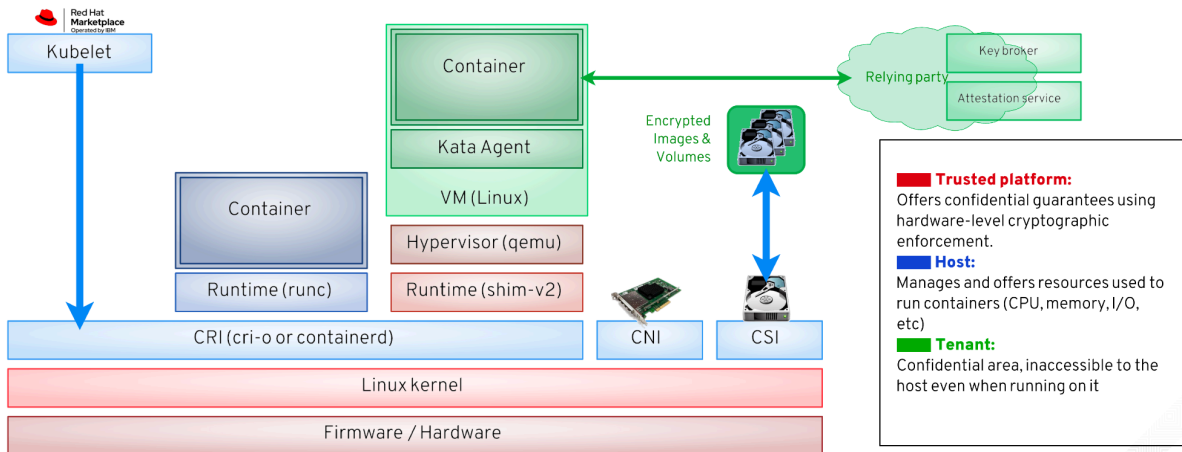 Red Hat
Marketplace
Operated by IBM
Kubelet
Container
Kata Agent
VM (Linux)
Hypervisor (qemu)
Runtime (shim-v2)
Container
Runtime (runc)
CRI (cri-o or containerd)
CNI
CSI
Linux kernel
Firmware / Hardware
Encrypted
Images &
Volumes
Relying party
Key broker
Attestation service
Trusted platform:
Offers confidential guarantees using
hardware-level cryptographic
enforcement.
Host:
Manages and offers resources used to
run containers (CPU, memory, I/O,
etc)
Tenant:
Confidential area, inaccessible to the
host even when running on it